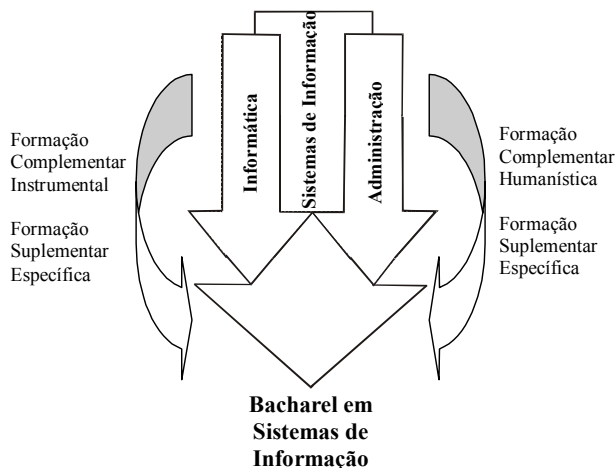 Informática
Sistemas de Informação
Administração
Formação
Complementar
Instrumental
Formação
Suplementar
Específica
Formação
Complementar
Humanística
Formação
Suplementar
Específica
Bacharel em
Sistemas de
Informação